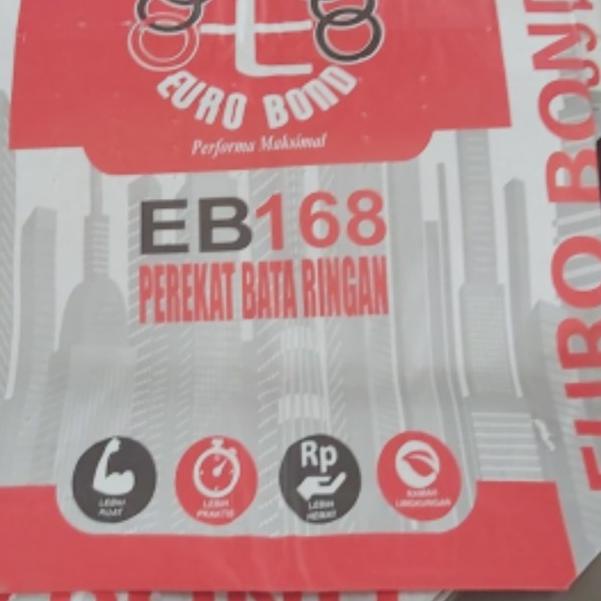 EURO BOND
Performa Maksimal
EB168
PEREKAT BATA RINGAN
LEBIH
KUAT
LEBIH
PRAKTIS
Rp
LEBIH
HEMAT
RAMAH
LINGKUNGAN
EURO BOND